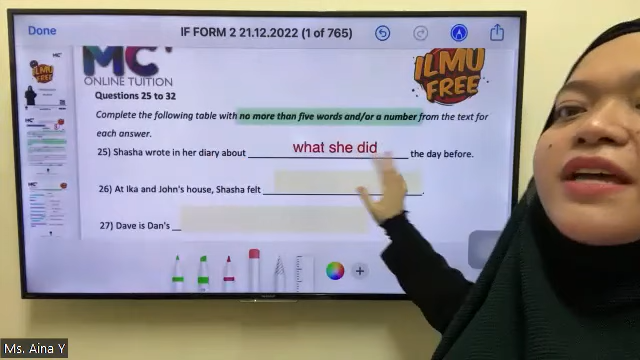 Done
IF FORM 2 21.12.2022 (1 of 765)
MC
ONLINE TUITION
ILMU
FREE
Questions 25 to 32
Complete the following table with no more than five words and/or a number from the text for
each answer.
25) Shasha wrote in her diary about what she did the day before.
26) At Ika and John's house, Shasha felt
27) Dave is Dan's
Ms. Aina Y